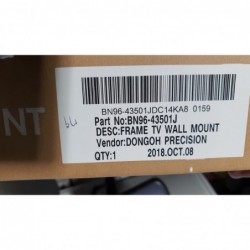 BN96-43501JDC14KA8 0159
Part No:BN96-43501J
DESC:FRAME TV WALL MOUNT
Vendor:DONGOH PRECISION
QTY:1 2018.OCT.08
NT